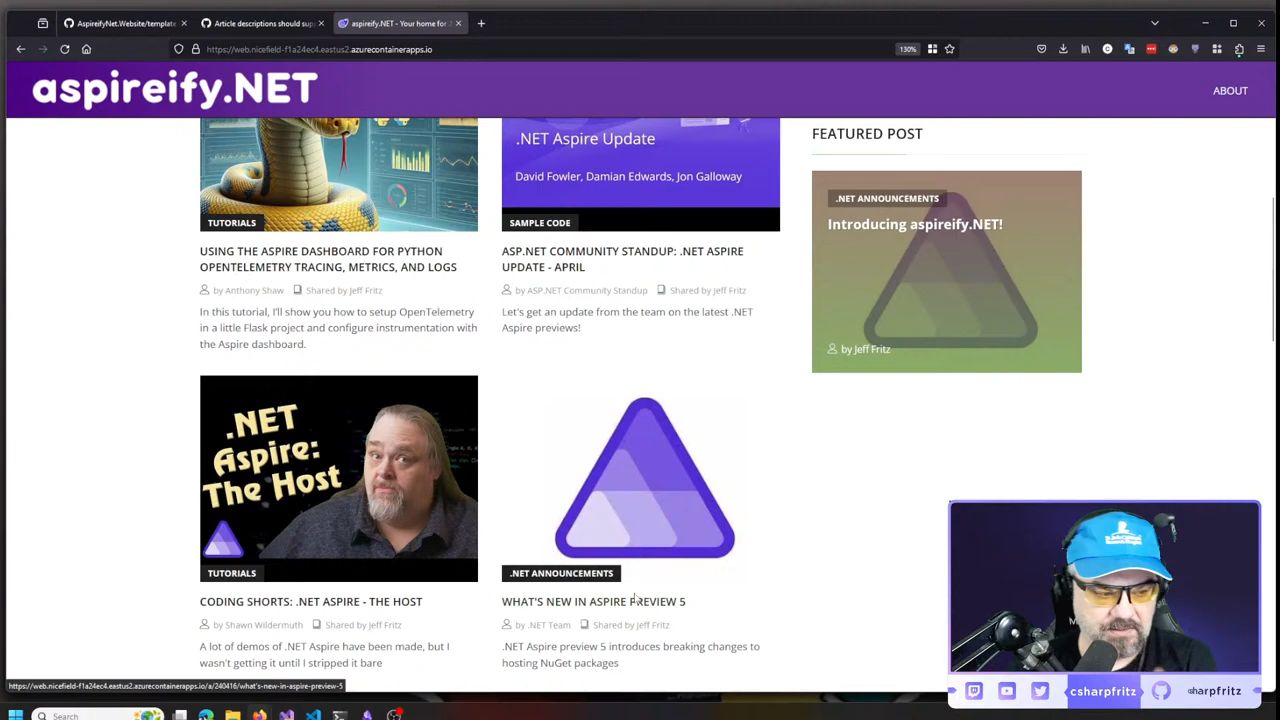 AspireifyNet.Website/template
Article descriptions should sup
aspireify.NET - Your home for
https://web.nicefield-f1a24ec4.eastus2.azurecontainerapps.io
130%
aspireify.NET
ABOUT
.NET Aspire Update
David Fowler, Damian Edwards, Jon Galloway
TUTORIALS
SAMPLE CODE
USING THE ASPIRE DASHBOARD FOR PYTHON
OPENTELEMETRY TRACING, METRICS, AND LOGS
by Anthony Shaw Shared by Jeff Fritz
In this tutorial, I'll show you how to setup OpenTelemetry
in a little Flask project and configure instrumentation with
the Aspire dashboard.
ASP.NET COMMUNITY STANDUP: .NET ASPIRE
UPDATE - APRIL
by ASP.NET Community Standup Shared by Jeff Fritz
Let's get an update from the team on the latest .NET
Aspire previews!
FEATURED POST
.NET ANNOUNCEMENTS
Introducing aspireify.NET!
by Jeff Fritz
.NET
Aspire:
The Host
TUTORIALS
CODING SHORTS: .NET ASPIRE - THE HOST
by Shawn Wildermuth Shared by Jeff Fritz
A lot of demos of .NET Aspire have been made, but I
wasn't getting it until I stripped it bare
.NET ANNOUNCEMENTS
WHAT'S NEW IN ASPIRE PREVIEW 5
by .NET Team Shared by Jeff Fritz
.NET Aspire preview 5 introduces breaking changes to
hosting NuGet packages
https://web.nicefield-f1a24ec4.eastus2.azurecontainerapps.io/a/240416/what's-new-in-aspire-preview-5
csharpfritz
csharpfritz
Search